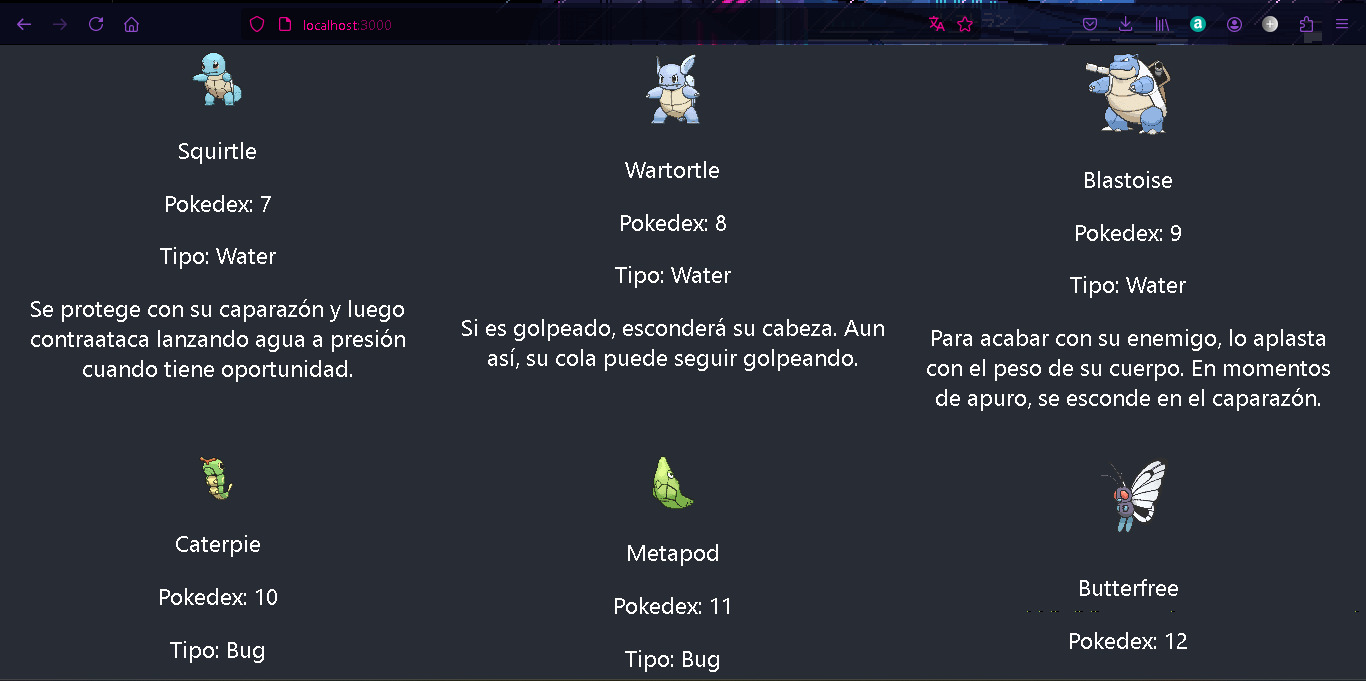 localhost:3000
Squirtle
Pokedex: 7
Tipo: Water
Se protege con su caparazón y luego
contraataca lanzando agua a presión
cuando tiene oportunidad.
Wartortle
Pokedex: 8
Tipo: Water
Si es golpeado, esconderá su cabeza. Aun
así, su cola puede seguir golpeando.
Blastoise
Pokedex: 9
Tipo: Water
Para acabar con su enemigo, lo aplasta
con el peso de su cuerpo. En momentos
de apuro, se esconde en el caparazón.
Caterpie
Pokedex: 10
Tipo: Bug
Metapod
Pokedex: 11
Tipo: Bug
Butterfree
Pokedex: 12